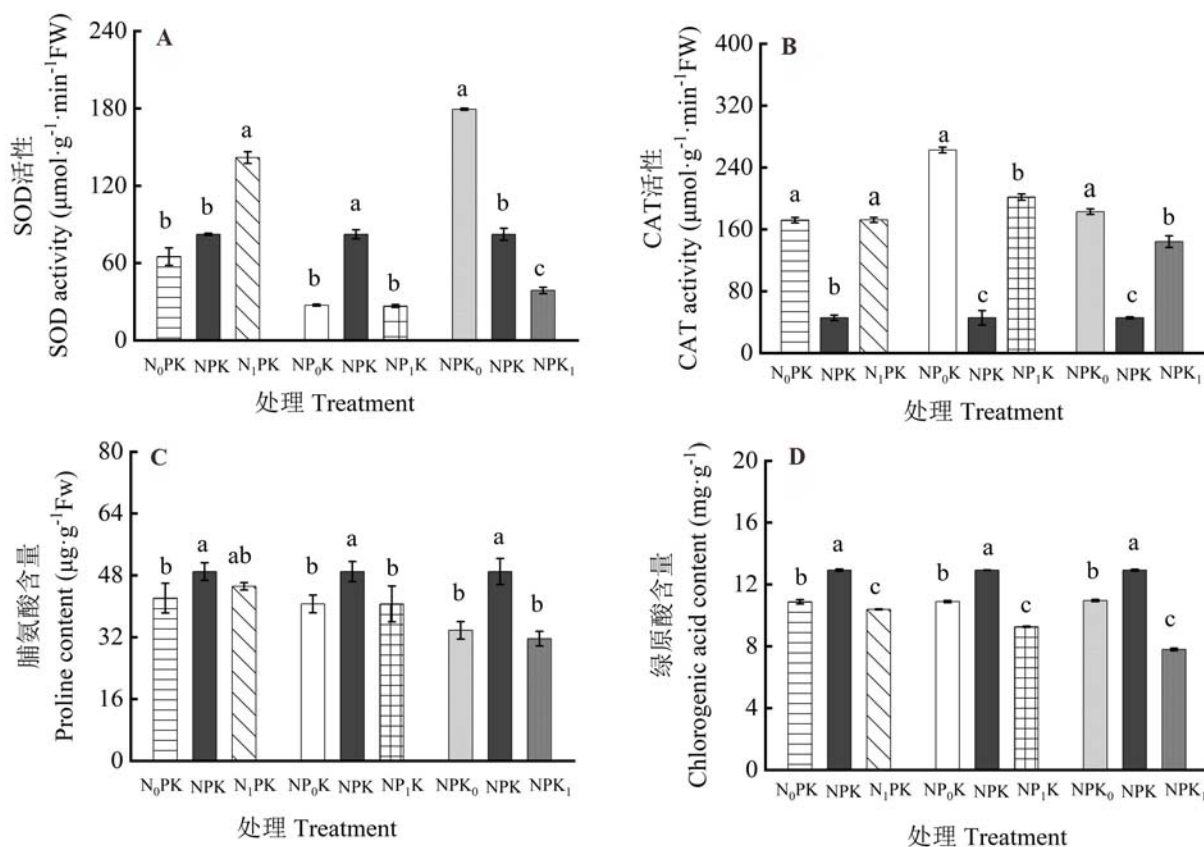 A
SOD活性
SOD activity (μmol·g⁻¹·min⁻¹FW)
240
180
120
60
0
b b a b a b a b c
N₀PK NPK N₁PK NP₀K NPK NP₁K NPK₀ NPK NPK₁
处理 Treatment
B
CAT活性
CAT activity (μmol·g⁻¹·min⁻¹FW)
400
320
240
160
80
0
a b a a c b a c b
N₀PK NPK N₁PK NP₀K NPK NP₁K NPK₀ NPK NPK₁
处理 Treatment
C
脯氨酸含量
Proline content (μg·g⁻¹Fw)
80
64
48
32
16
0
b a ab b a b b a b
N₀PK NPK N₁PK NP₀K NPK NP₁K NPK₀ NPK NPK₁
处理 Treatment
D
绿原酸含量
Chlorogenic acid content (mg·g⁻¹)
20
16
12
8
4
0
b a c b a c b a c
N₀PK NPK N₁PK NP₀K NPK NP₁K NPK₀ NPK NPK₁
处理 Treatment